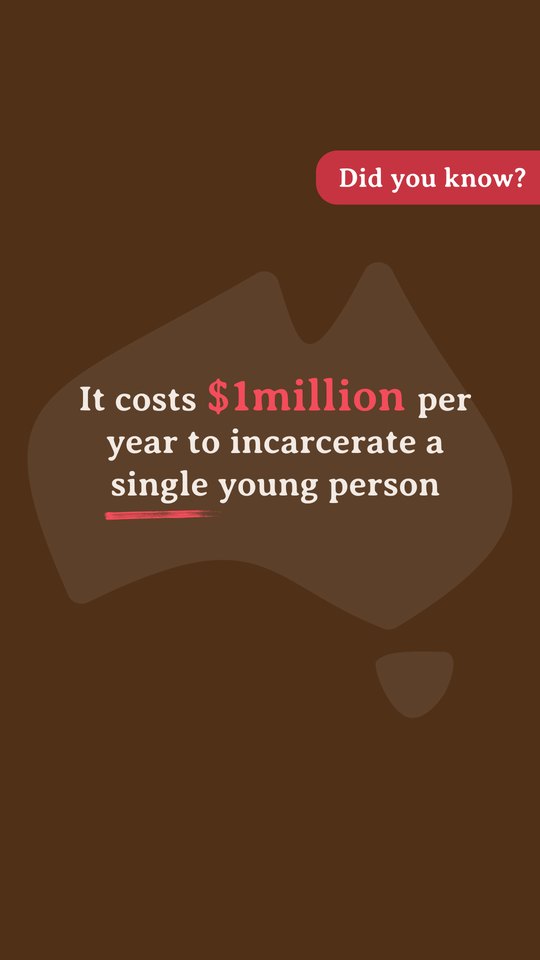 Did you know?
It costs $1million per
year to incarcerate a
single young person